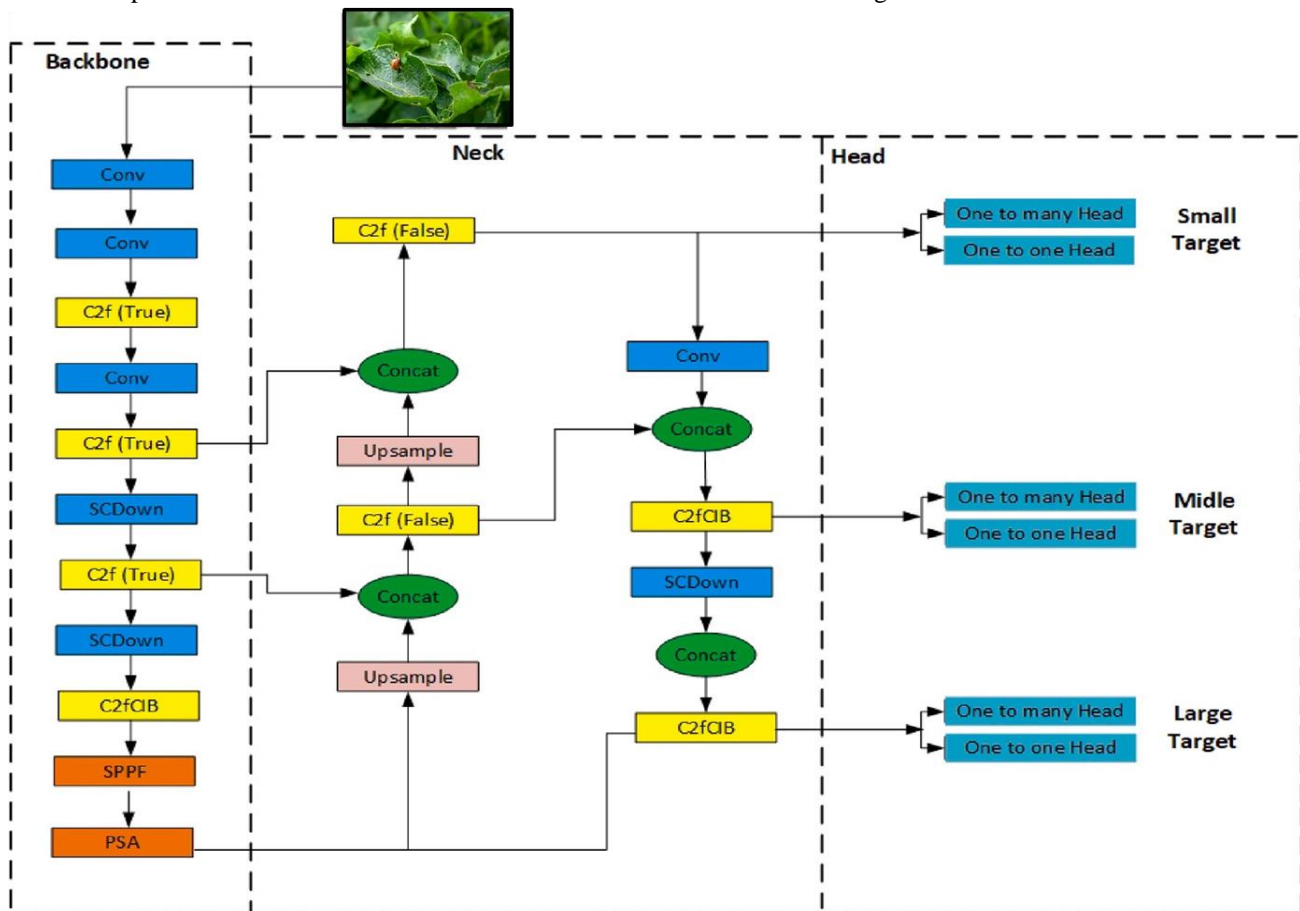 Backbone
Conv
Conv
C2f (True)
Conv
C2f (True)
SCDown
C2f (True)
SCDown
C2fCIB
SPPF
PSA
Neck
C2f (False)
Concat
Upsample
C2f (False)
Concat
Upsample
Conv
Concat
C2fCIB
SCDown
Concat
C2fCIB
Head
One to many Head
One to one Head
Small
Target
One to many Head
One to one Head
Midle
Target
One to many Head
One to one Head
Large
Target